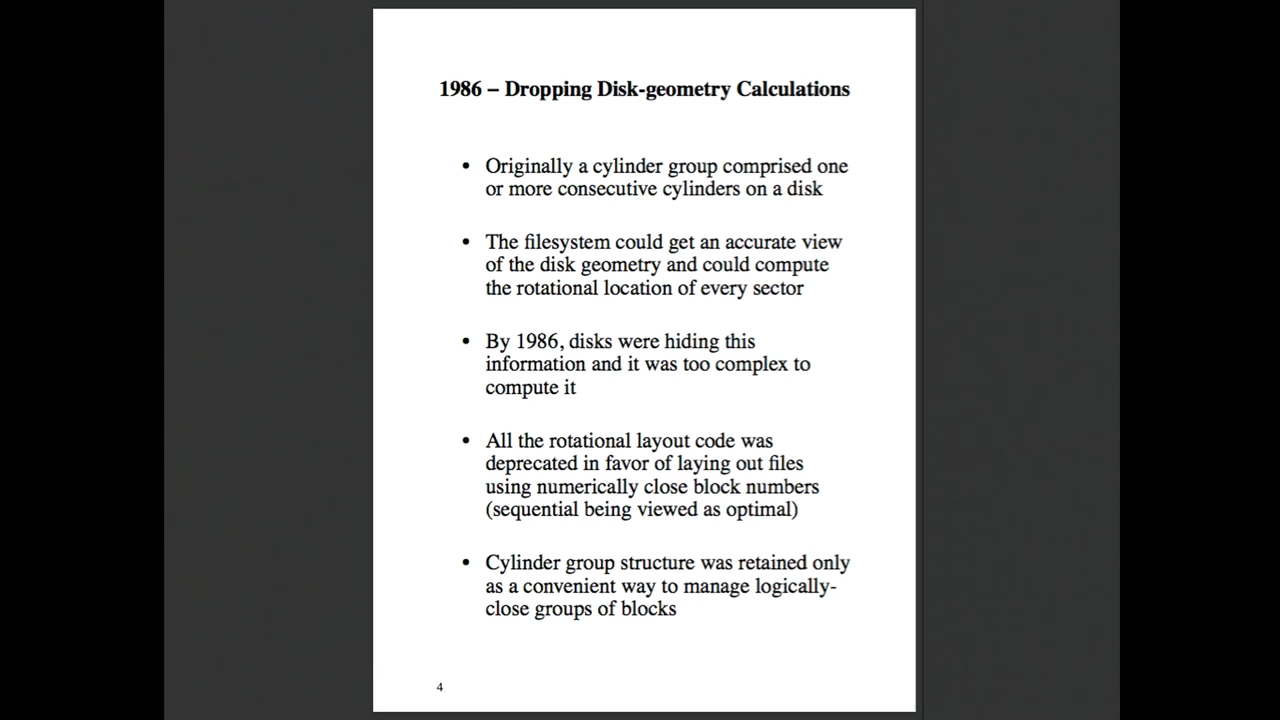 1986 – Dropping Disk-geometry Calculations
• Originally a cylinder group comprised one
or more consecutive cylinders on a disk
• The filesystem could get an accurate view
of the disk geometry and could compute
the rotational location of every sector
• By 1986, disks were hiding this
information and it was too complex to
compute it
• All the rotational layout code was
deprecated in favor of laying out files
using numerically close block numbers
(sequential being viewed as optimal)
• Cylinder group structure was retained only
as a convenient way to manage logically-
close groups of blocks
4